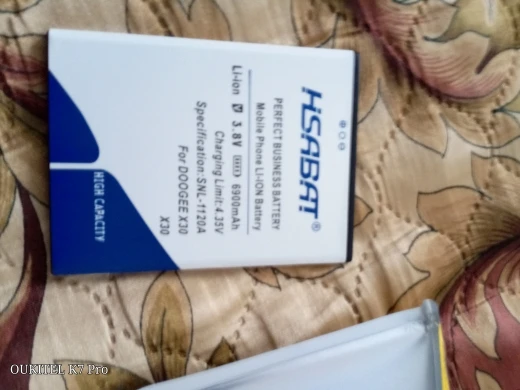 HSABAT®
PERFECT BUSINESS BATTERY
Mobile Phone LI-ION Battery
Li-ion 3.8V 6900mAh
Charging Limit:4.35V
Specification:SNL-1120A
For DOOGEE X30
X30
HIGH CAPACITY
OUKITEL K7 Pro